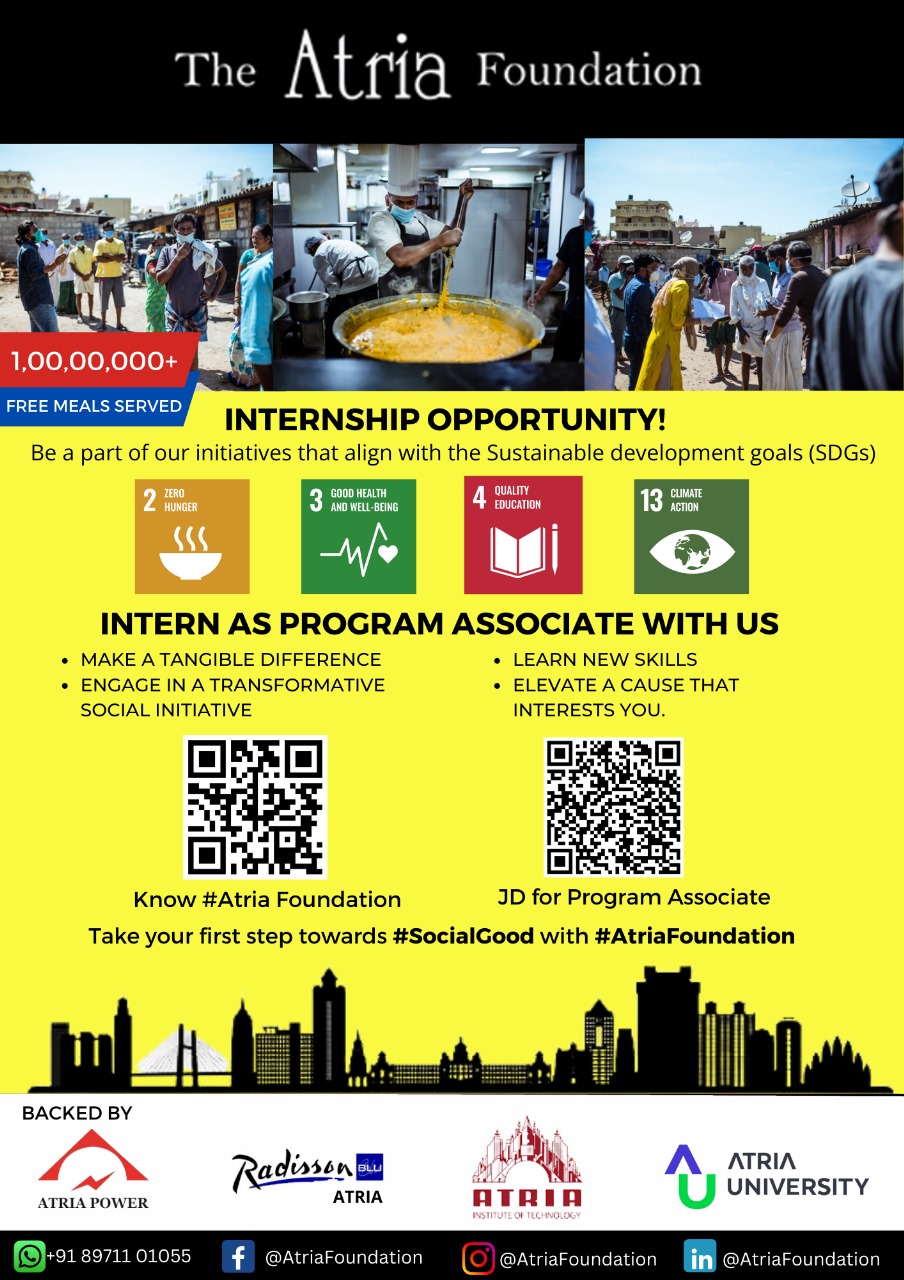 The Atria Foundation
1,00,00,000+
FREE MEALS SERVED
INTERNSHIP OPPORTUNITY!
Be a part of our initiatives that align with the Sustainable development goals (SDGs)
2 ZERO
HUNGER
3 GOOD HEALTH
AND WELL-BEING
4 QUALITY
EDUCATION
13 CLIMATE
ACTION
INTERN AS PROGRAM ASSOCIATE WITH US
• MAKE A TANGIBLE DIFFERENCE
• ENGAGE IN A TRANSFORMATIVE
SOCIAL INITIATIVE
• LEARN NEW SKILLS
• ELEVATE A CAUSE THAT
INTERESTS YOU.
Know #Atria Foundation
JD for Program Associate
Take your first step towards #SocialGood with #AtriaFoundation
BACKED BY
ATRIA POWER
Radisson BLU
ATRIA
ATRIA
INSTITUTE OF TECHNOLOGY
ATRIA
UNIVERSITY
+91 89711 01055
@AtriaFoundation
@AtriaFoundation
in @AtriaFoundation